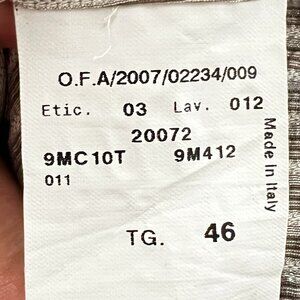 O.F.A/2007/02234/009
Etic. 03 Lav. 012
20072
9MC10T 9M412
011
TG. 46
Made In Italy